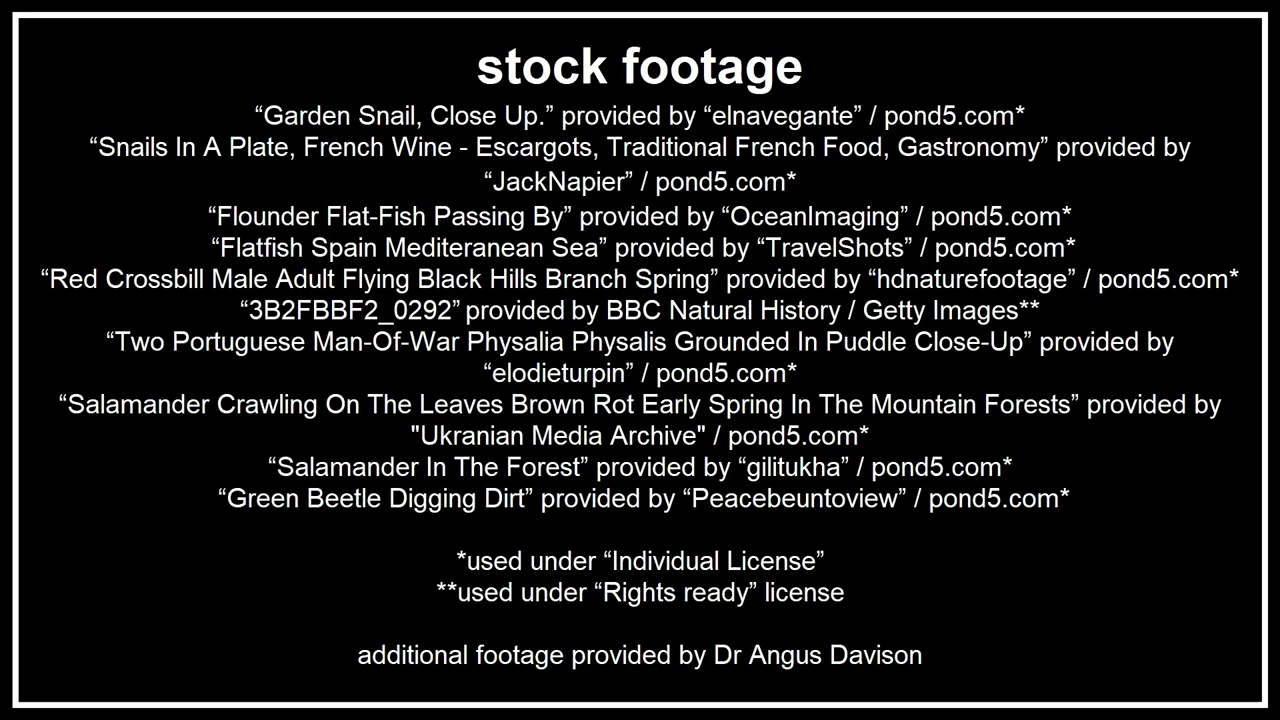 stock footage
“Garden Snail, Close Up.” provided by “elnavegante” / pond5.com*
“Snails In A Plate, French Wine - Escargots, Traditional French Food, Gastronomy” provided by
“JackNapier” / pond5.com*
“Flounder Flat-Fish Passing By” provided by “OceanImaging” / pond5.com*
“Flatfish Spain Mediteranean Sea” provided by “TravelShots” / pond5.com*
“Red Crossbill Male Adult Flying Black Hills Branch Spring” provided by “hdnaturefootage” / pond5.com*
“3B2FBBF2_0292” provided by BBC Natural History / Getty Images**
“Two Portuguese Man-Of-War Physalia Physalis Grounded In Puddle Close-Up” provided by
“elodieturpin” / pond5.com*
“Salamander Crawling On The Leaves Brown Rot Early Spring In The Mountain Forests” provided by
"Ukranian Media Archive" / pond5.com*
“Salamander In The Forest” provided by “gilitukha” / pond5.com*
“Green Beetle Digging Dirt” provided by “Peacebeuntoview” / pond5.com*
*used under “Individual License”
**used under “Rights ready” license
additional footage provided by Dr Angus Davison